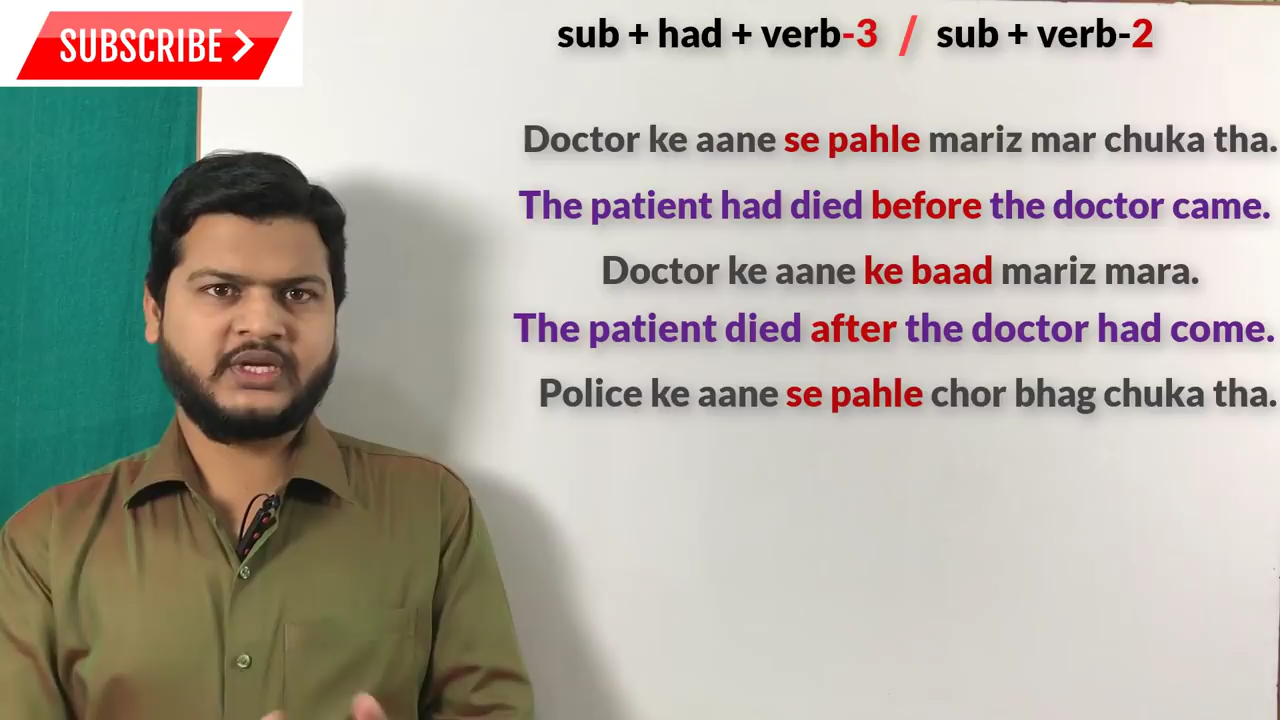 SUBSCRIBE
sub + had + verb-3 / sub + verb-2
Doctor ke aane se pahle mariz mar chuka tha.
The patient had died before the doctor came.
Doctor ke aane ke baad mariz mara.
The patient died after the doctor had come.
Police ke aane se pahle chor bhag chuka tha.